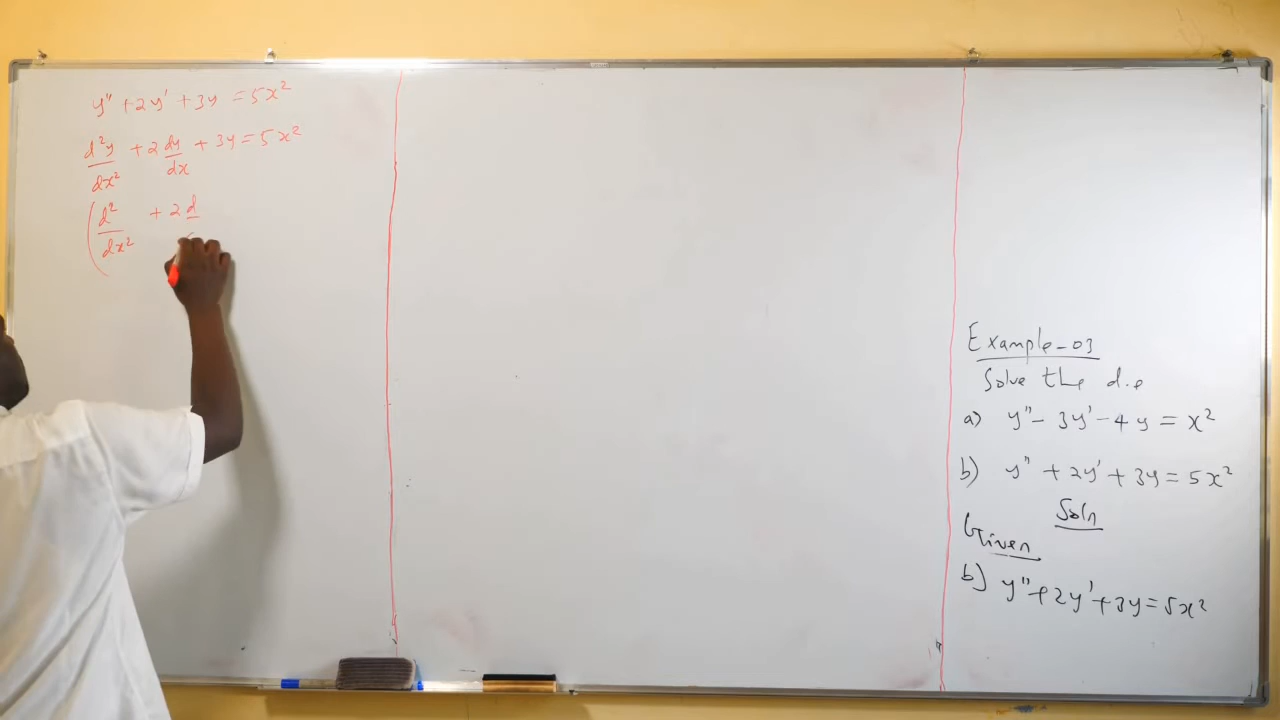 y'' + 2y' + 3y = 5x²
d²y/dx² + 2 dy/dx + 3y = 5x²
(d²/dx² + 2 d/
Example-03
Solve the d.e
a) y'' - 3y' - 4y = x²
b) y'' + 2y' + 3y = 5x²
Soln
Given
b) y'' + 2y' + 3y = 5x²